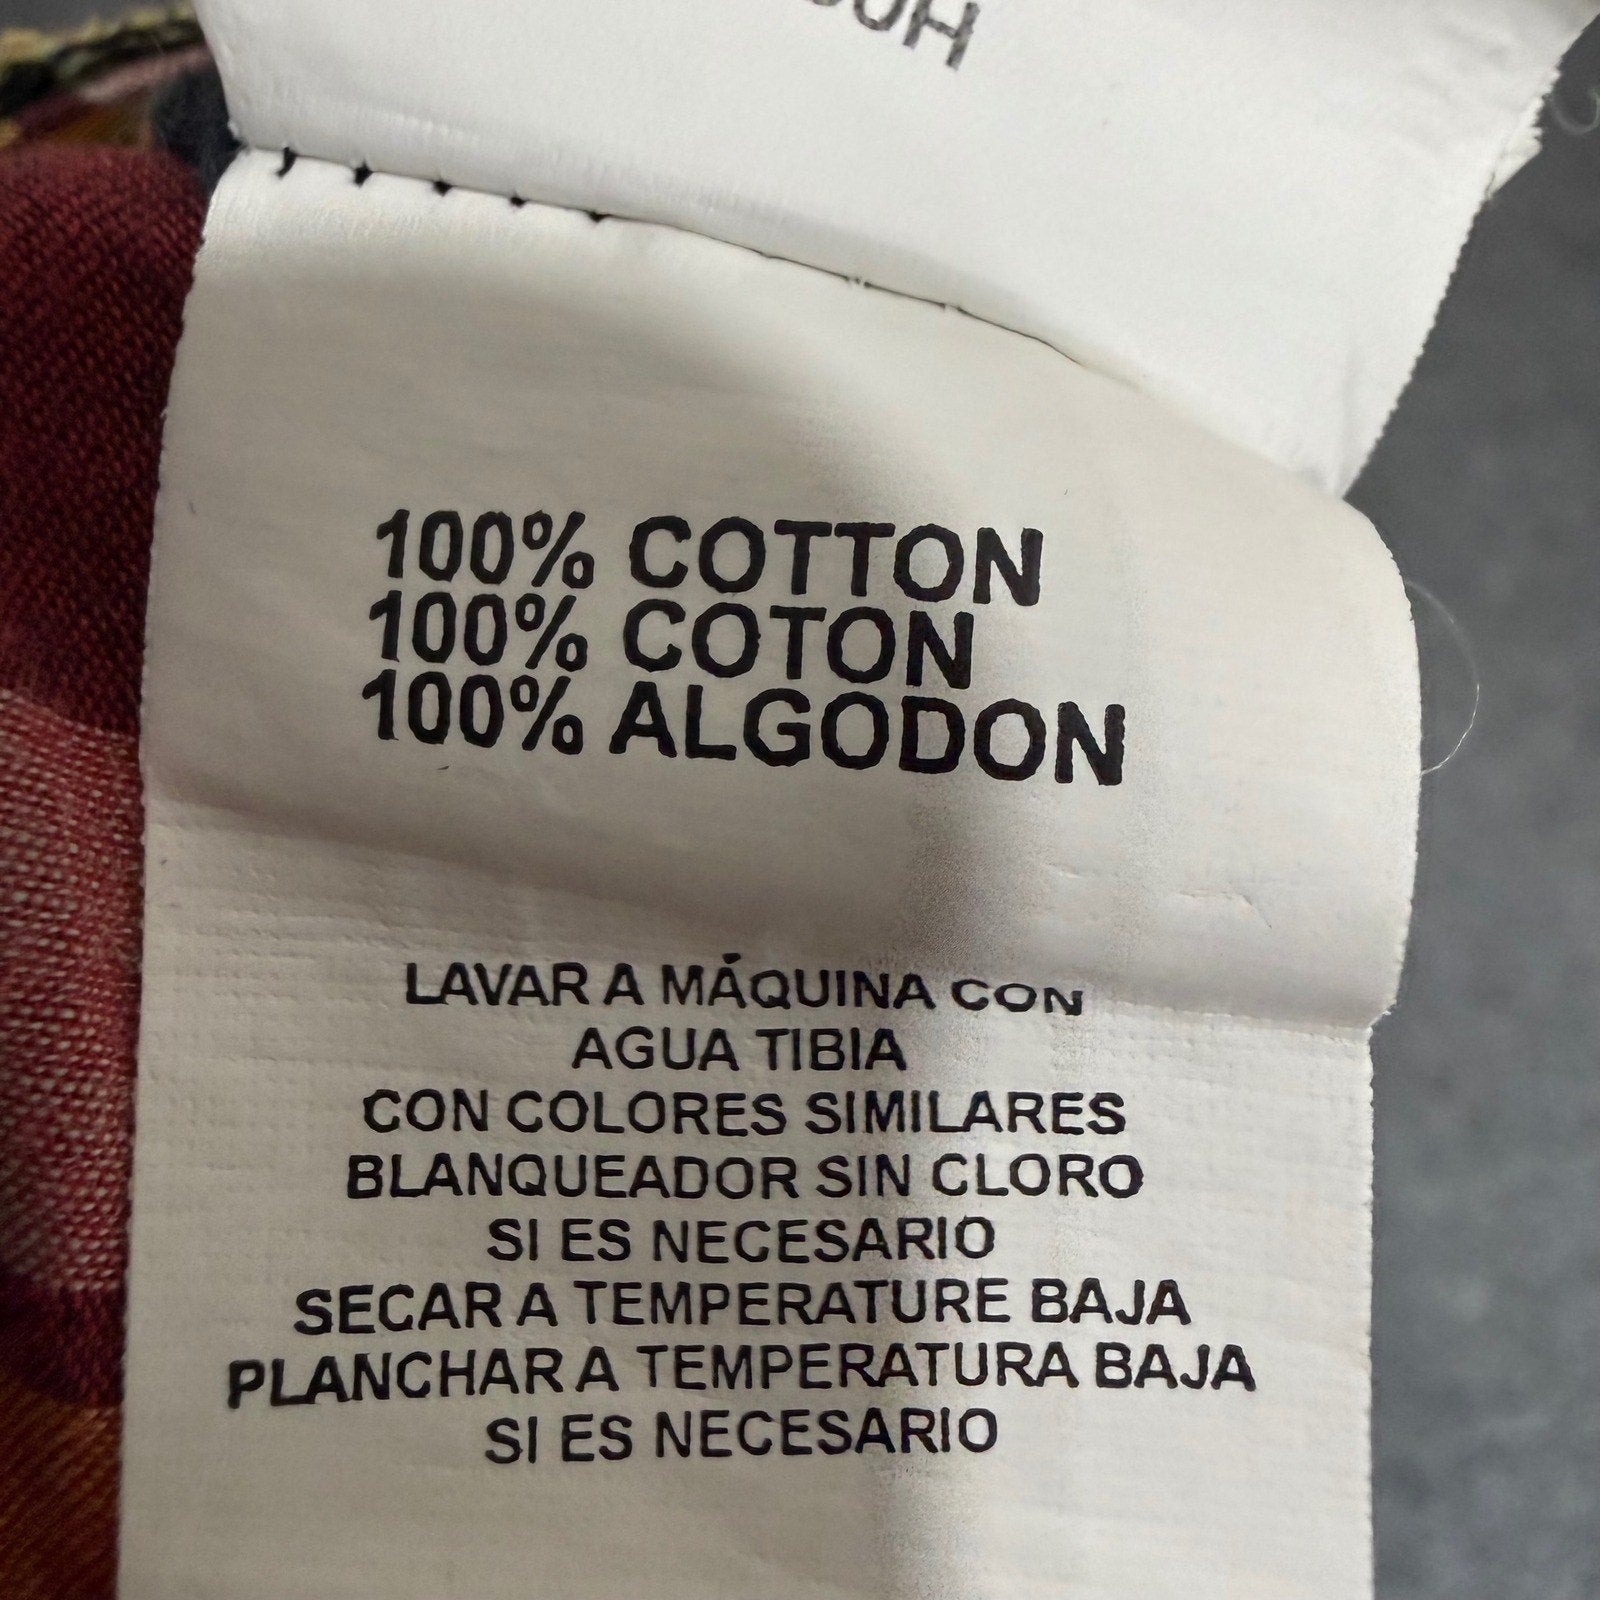 100% COTTON
100% COTON
100% ALGODON
LAVAR A MÁQUINA CON
AGUA TIBIA
CON COLORES SIMILARES
BLANQUEADOR SIN CLORO
SI ES NECESARIO
SECAR A TEMPERATURE BAJA
PLANCHAR A TEMPERATURA BAJA
SI ES NECESARIO